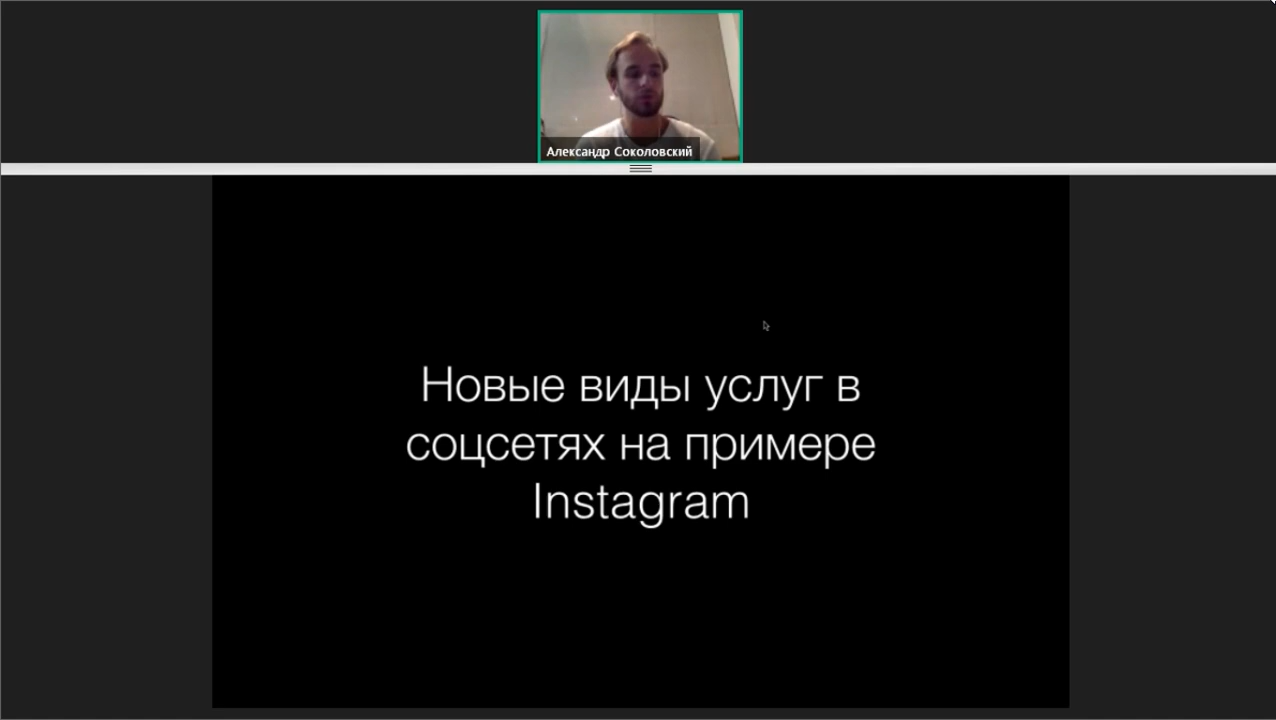 Александр Соколовский
Новые виды услуг в
соцсетях на примере
Instagram